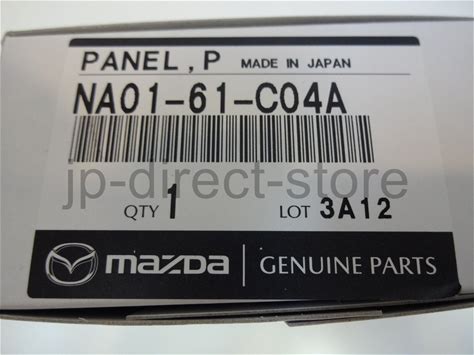 PANEL, P MADE IN JAPAN
NA01-61-C04A
jp-direct-store
QTY 1 LOT 3A12
mazda GENUINE PARTS